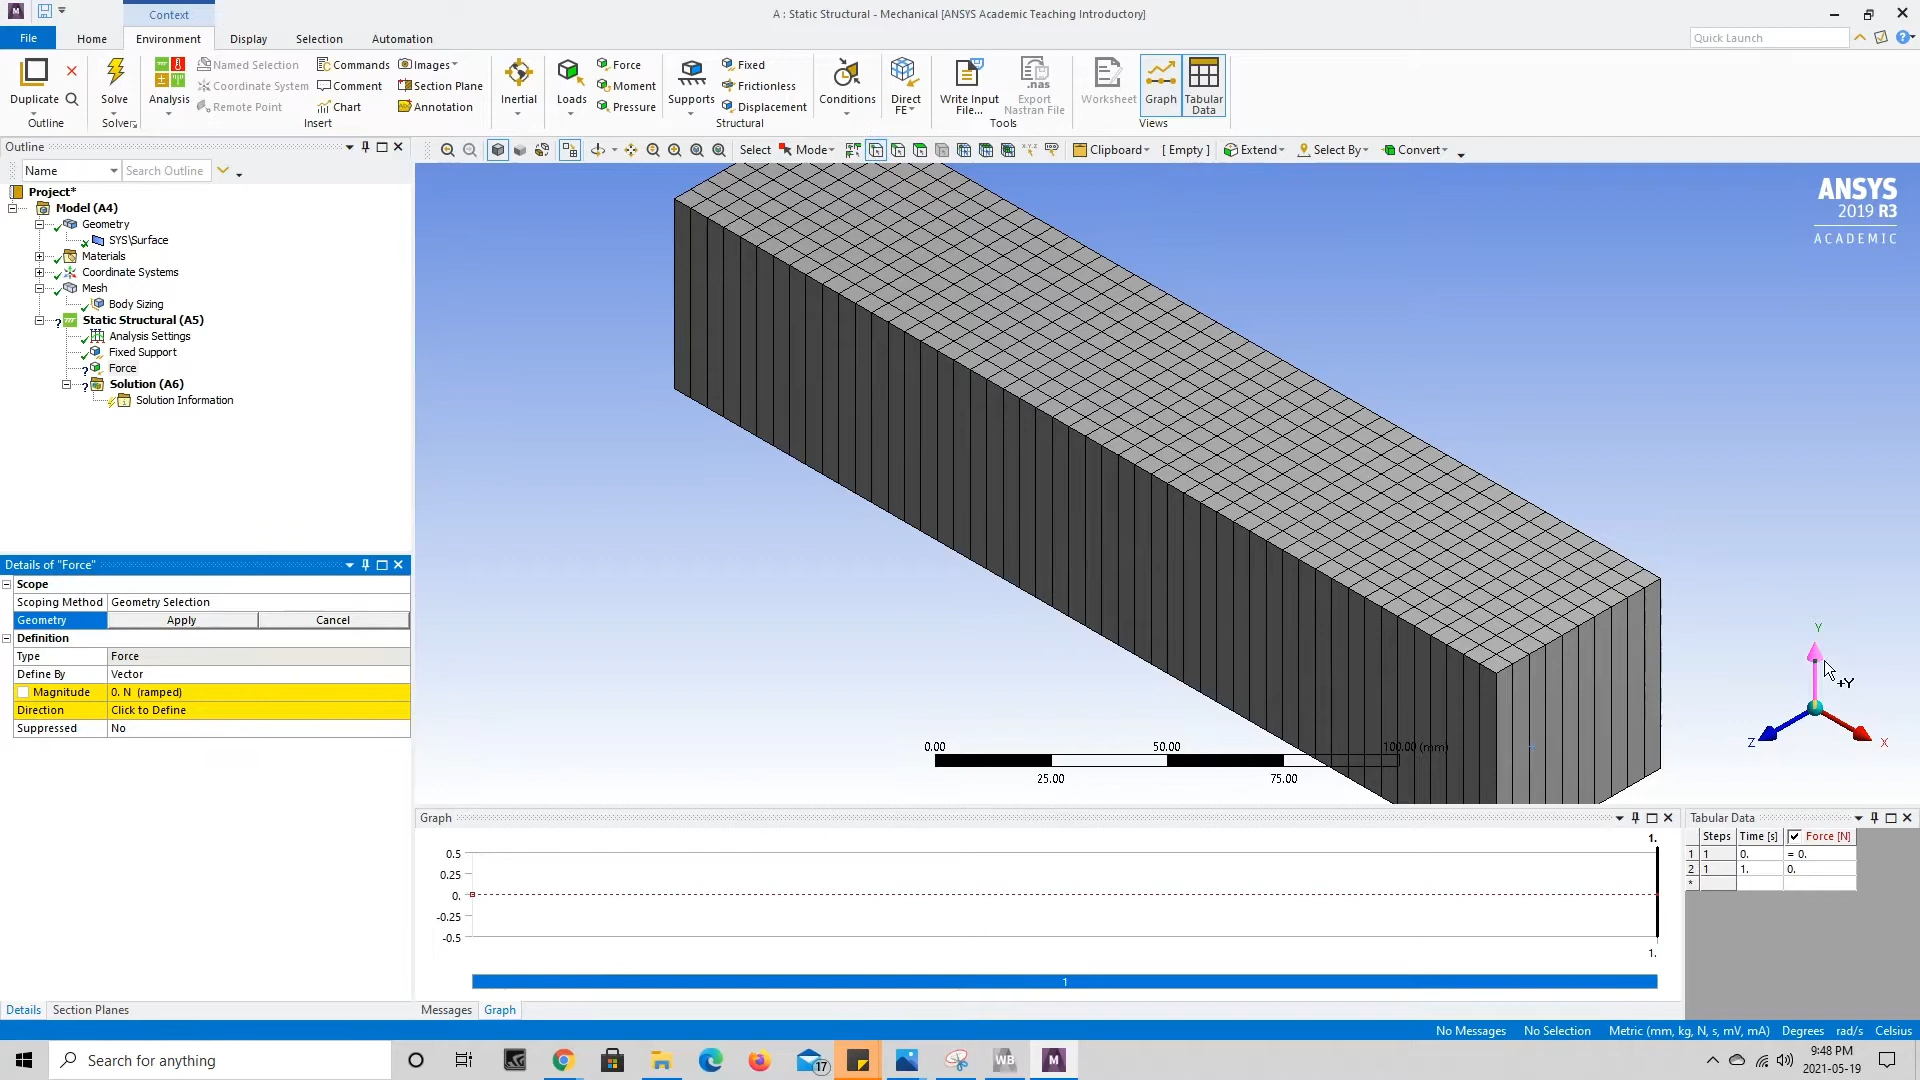 Context
A : Static Structural - Mechanical [ANSYS Academic Teaching Introductory]
File Home Environment Display Selection Automation
Quick Launch
Duplicate
Outline
Solve
Solver
Analysis
Named Selection
Coordinate System
Remote Point
Commands
Comment
Chart
Images
Section Plane
Annotation
Insert
Inertial
Loads
Force
Moment
Pressure
Supports
Fixed
Frictionless
Displacement
Structural
Conditions
Direct
FE
Write Input
File...
Export
Nastran File
Tools
Worksheet
Graph
Tabular
Data
Views
Outline
Name Search Outline
Select Mode Clipboard [ Empty ] Extend Select By Convert
Project*
Model (A4)
Geometry
SYS\Surface
Materials
Coordinate Systems
Mesh
Body Sizing
Static Structural (A5)
Analysis Settings
Fixed Support
Force
Solution (A6)
Solution Information
ANSYS
2019 R3
ACADEMIC
Details of "Force"
Scope
Scoping Method Geometry Selection
Geometry Apply Cancel
Definition
Type Force
Define By Vector
Magnitude 0. N (ramped)
Direction Click to Define
Suppressed No
Y
+Y
Z
X
0.00 50.00 100.00 (mm)
25.00 75.00
Graph
1.
0.5
0.25
0.
-0.25
-0.5
1.
1
Tabular Data
Steps Time [s] Force [N]
1 1 0. = 0.
2 1 1. 0.
*
Details Section Planes
Messages Graph
No Messages No Selection Metric (mm, kg, N, s, mV, mA) Degrees rad/s Celsius
Search for anything
17
WB
M
9:48 PM
2021-05-19